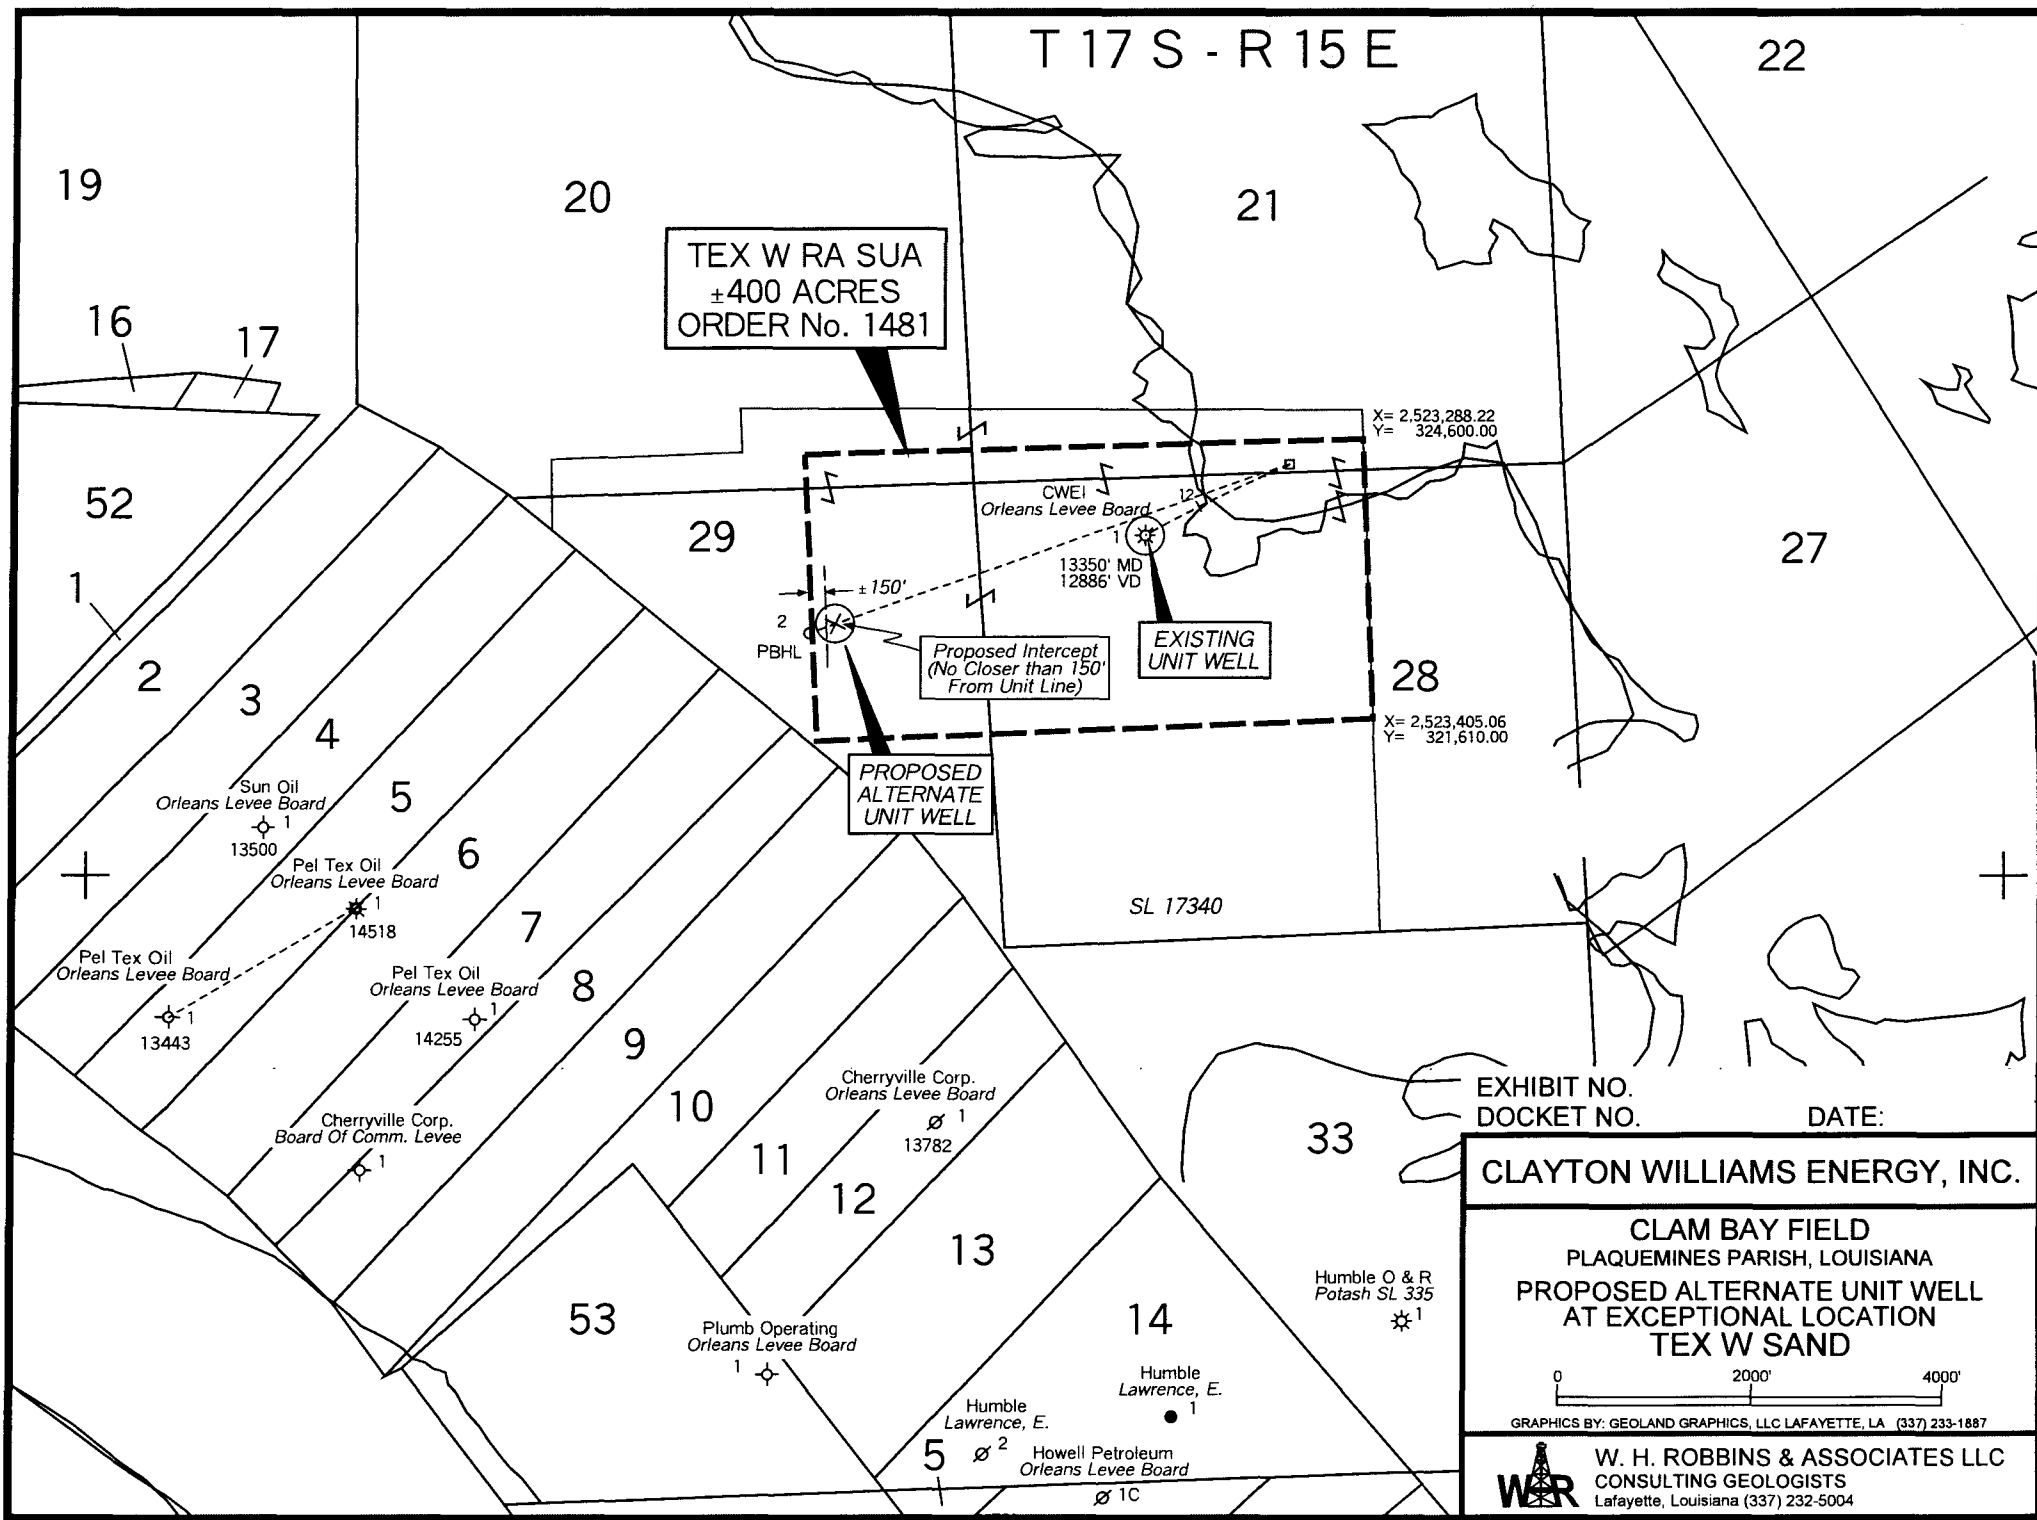 T 17 S - R 15 E
22
19
20
21
TEX W RA SUA
±400 ACRES
ORDER No. 1481
16
17
X= 2,523,288.22
Y= 324,600.00
52
CWEI
Orleans Levee Board
12
1
13350' MD
12886' VD
29
27
1
±150'
2
PBHL
Proposed Intercept
(No Closer than 150'
From Unit Line)
EXISTING
UNIT WELL
28
X= 2,523,405.06
Y= 321,610.00
2
3
4
5
6
7
8
9
10
11
12
13
14
PROPOSED
ALTERNATE
UNIT WELL
Sun Oil
Orleans Levee Board
1
13500
Pel Tex Oil
Orleans Levee Board
1
14518
SL 17340
Pel Tex Oil
Orleans Levee Board
1
13443
Pel Tex Oil
Orleans Levee Board
1
14255
Cherryville Corp.
Orleans Levee Board
1
13782
Cherryville Corp.
Board Of Comm. Levee
1
33
53
Plumb Operating
Orleans Levee Board
1
Humble O & R
Potash SL 335
1
Humble
Lawrence, E.
1
Humble
Lawrence, E.
2
5
Howell Petroleum
Orleans Levee Board
1C
EXHIBIT NO.
DOCKET NO. DATE:
CLAYTON WILLIAMS ENERGY, INC.
CLAM BAY FIELD
PLAQUEMINES PARISH, LOUISIANA
PROPOSED ALTERNATE UNIT WELL
AT EXCEPTIONAL LOCATION
TEX W SAND
0 2000' 4000'
GRAPHICS BY: GEOLAND GRAPHICS, LLC LAFAYETTE, LA (337) 233-1887
W R
W. H. ROBBINS & ASSOCIATES LLC
CONSULTING GEOLOGISTS
Lafayette, Louisiana (337) 232-5004